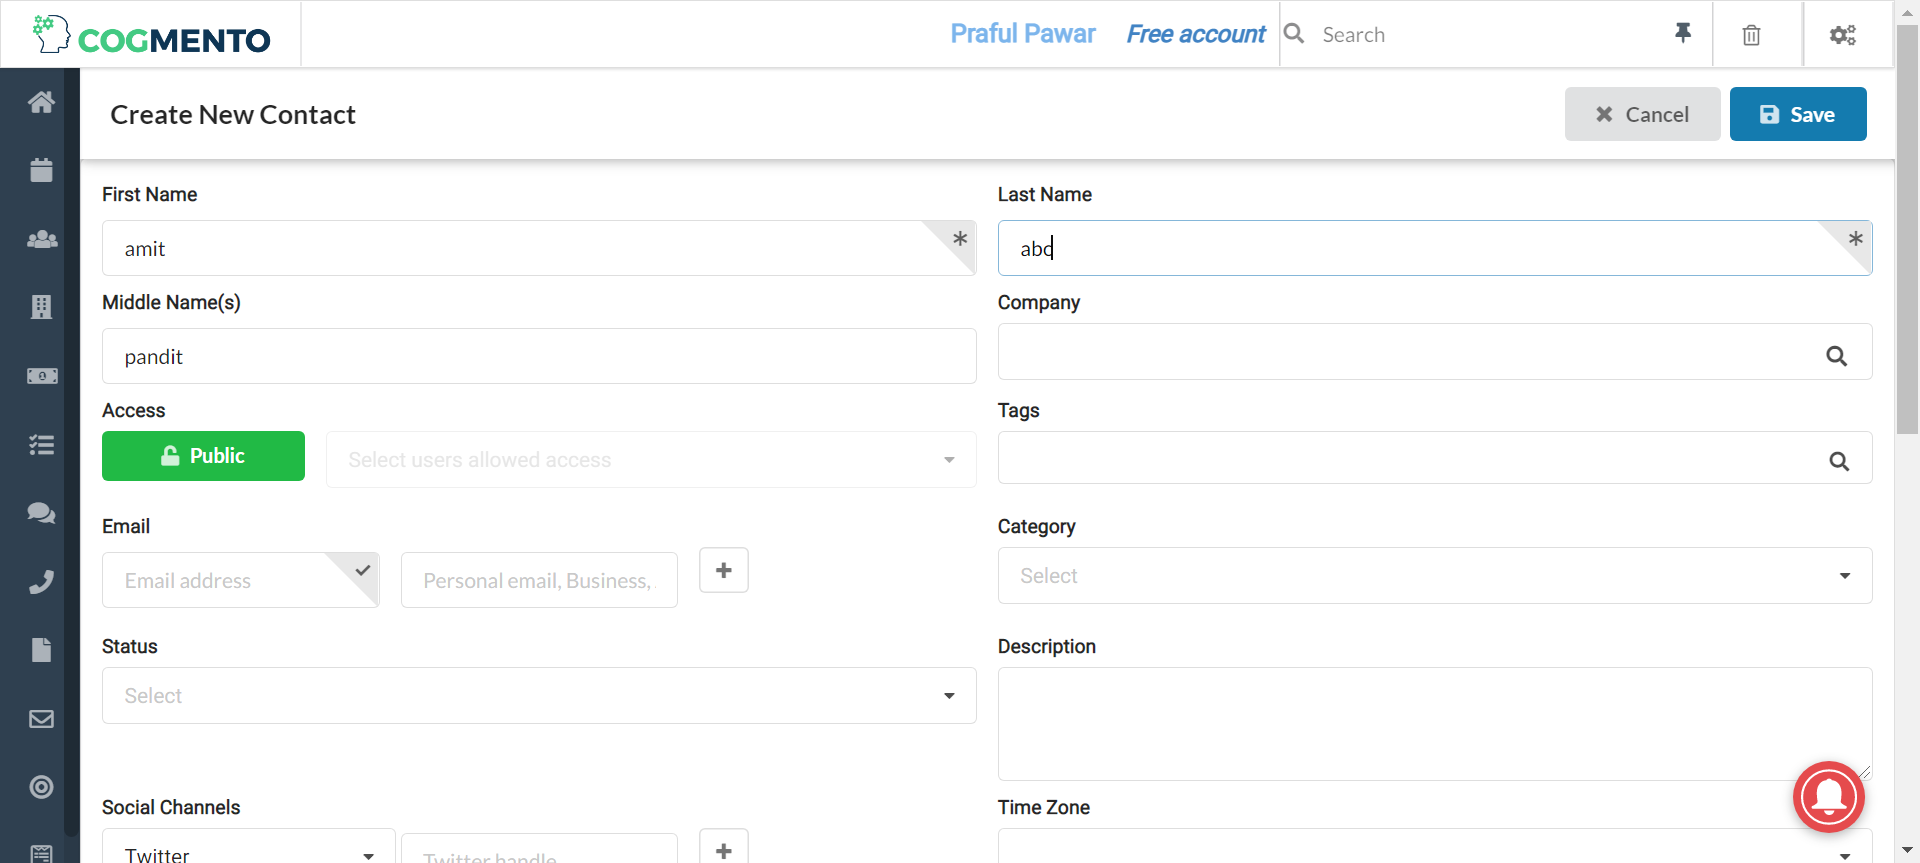 COGMENTO
Praful Pawar Free account Search
Create New Contact
Cancel Save
First Name
amit
Last Name
abc
Middle Name(s)
pandit
Company
Access
Public Select users allowed access
Tags
Email
Email address Personal email, Business,
Category
Select
Status
Select
Description
Social Channels
Twitter Twitter handle
Time Zone